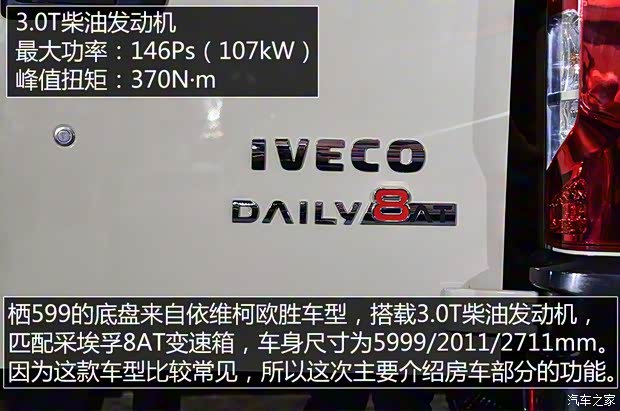 3.0T柴油发动机
最大功率：146Ps（107kW）
峰值扭矩：370N·m
IVECO
DAILY 8AT
栖599的底盘来自依维柯欧胜车型，搭载3.0T柴油发动机，
匹配采埃孚8AT变速箱，车身尺寸为5999/2011/2711mm。
因为这款车型比较常见，所以这次主要介绍房车部分的功能。
汽车之家